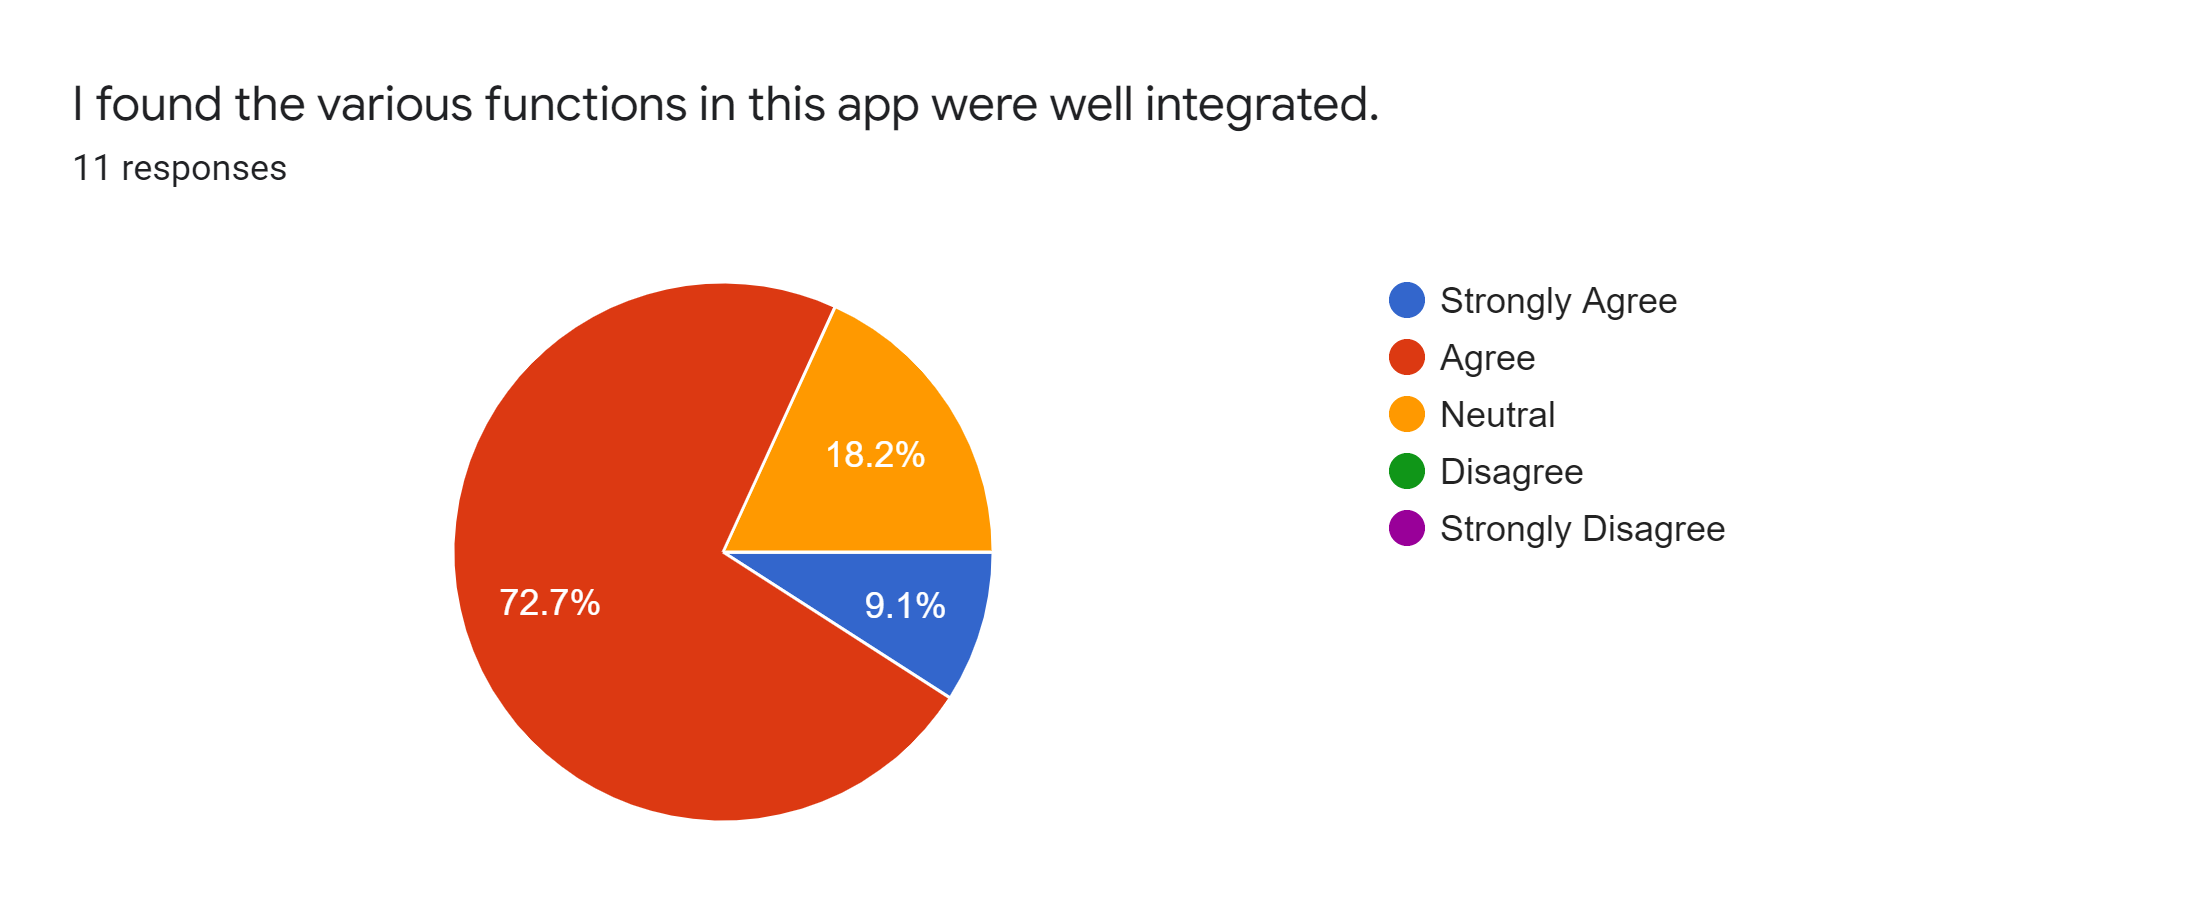 I found the various functions in this app were well integrated.
11 responses
Strongly Agree
Agree
Neutral
Disagree
Strongly Disagree
18.2%
72.7%
9.1%